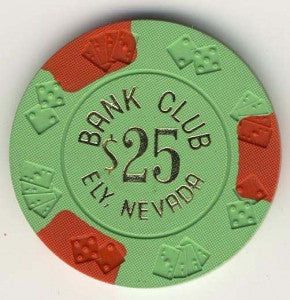 BANK CLUB
$25
ELY, NEVADA